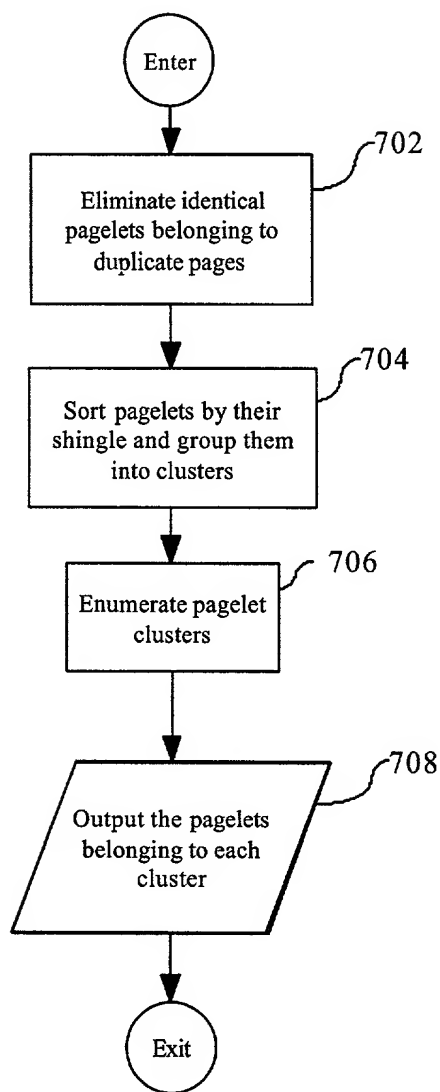 Enter
702
Eliminate identical
pagelets belonging to
duplicate pages
704
Sort pagelets by their
shingle and group them
into clusters
706
Enumerate pagelet
clusters
708
Output the pagelets
belonging to each
cluster
Exit